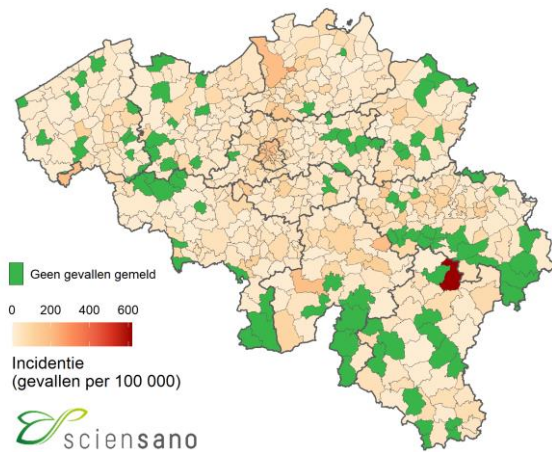 Geen gevallen gemeld
0 200 400 600
Incidentie
(gevallen per 100 000)
sciensano